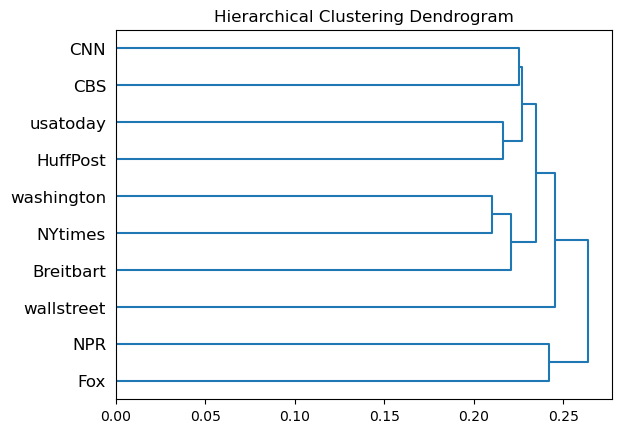 Hierarchical Clustering Dendrogram
CNN
CBS
usatoday
HuffPost
washington
NYtimes
Breitbart
wallstreet
NPR
Fox
0.00 0.05 0.10 0.15 0.20 0.25